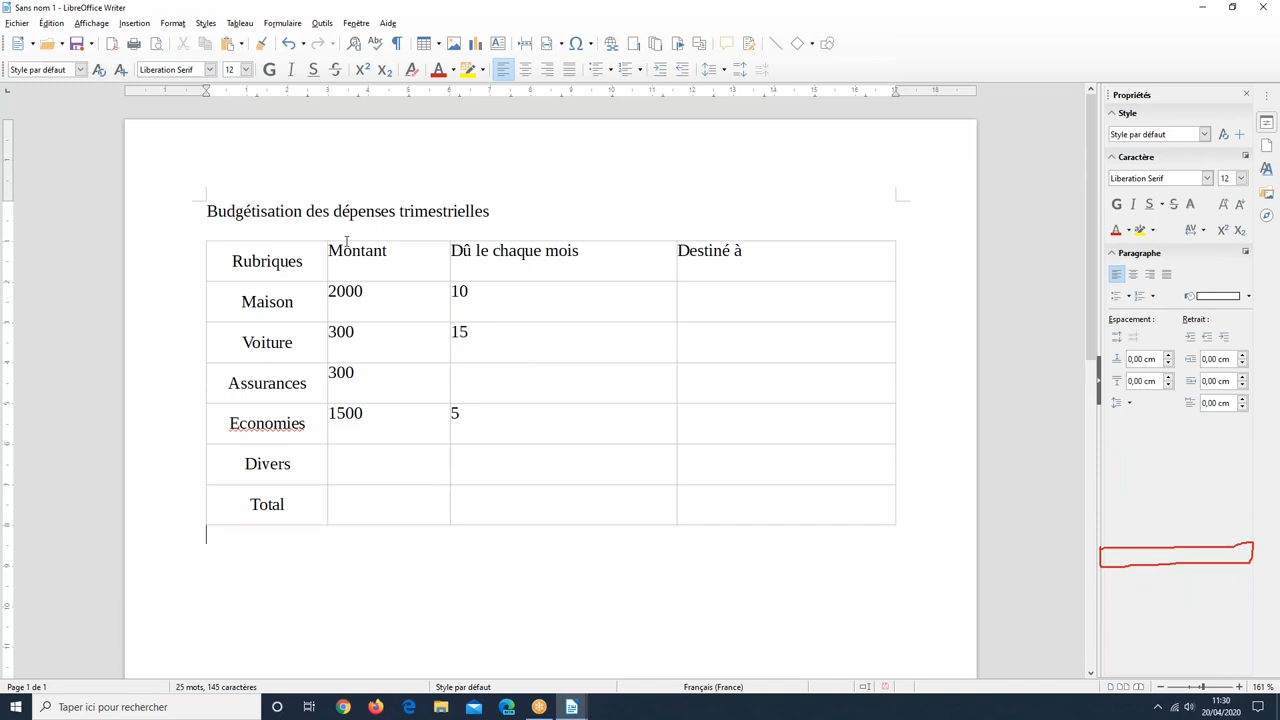 Sans nom 1 - LibreOffice Writer
Fichier Édition Affichage Insertion Format Styles Tableau Formulaire Outils Fenêtre Aide
Style par défaut Liberation Serif 12
Propriétés
Style
Style par défaut
Caractère
Liberation Serif 12
Paragraphe
Espacement : Retrait :
0,00 cm 0,00 cm
0,00 cm 0,00 cm
0,00 cm
Budgétisation des dépenses trimestrielles
Rubriques Montant Dû le chaque mois Destiné à
Maison 2000 10
Voiture 300 15
Assurances 300
Economies 1500 5
Divers
Total
Page 1 de 1 25 mots, 145 caractères Style par défaut Français (France) 161 %
Taper ici pour rechercher
11:30
20/04/2020